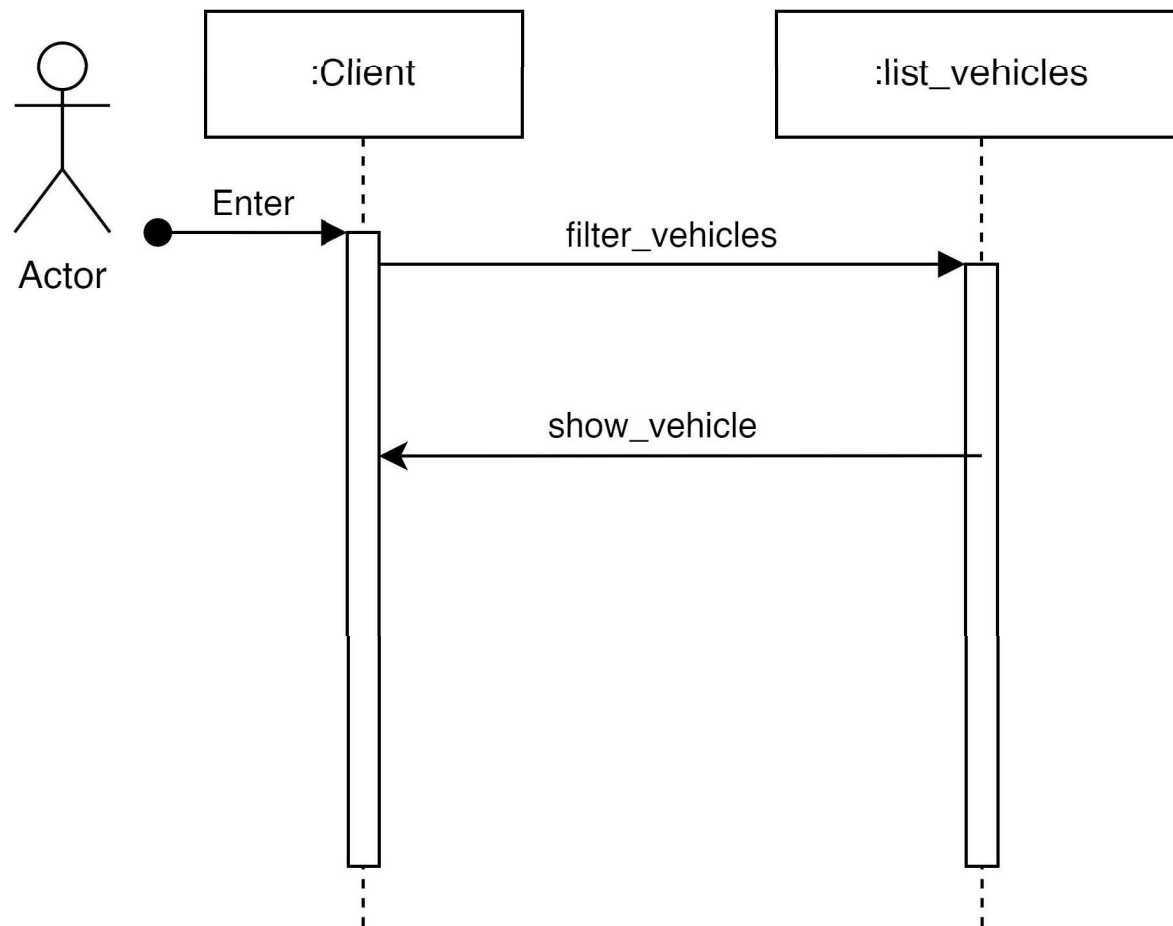 :Client
:list_vehicles
Enter
filter_vehicles
Actor
show_vehicle